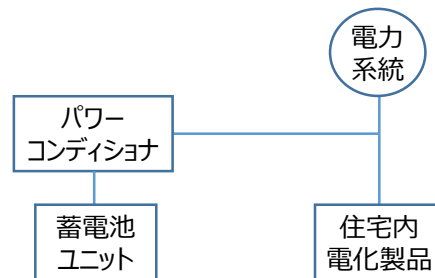 電力
系統
パワー
コンディショナ
蓄電池
ユニット
住宅内
電化製品